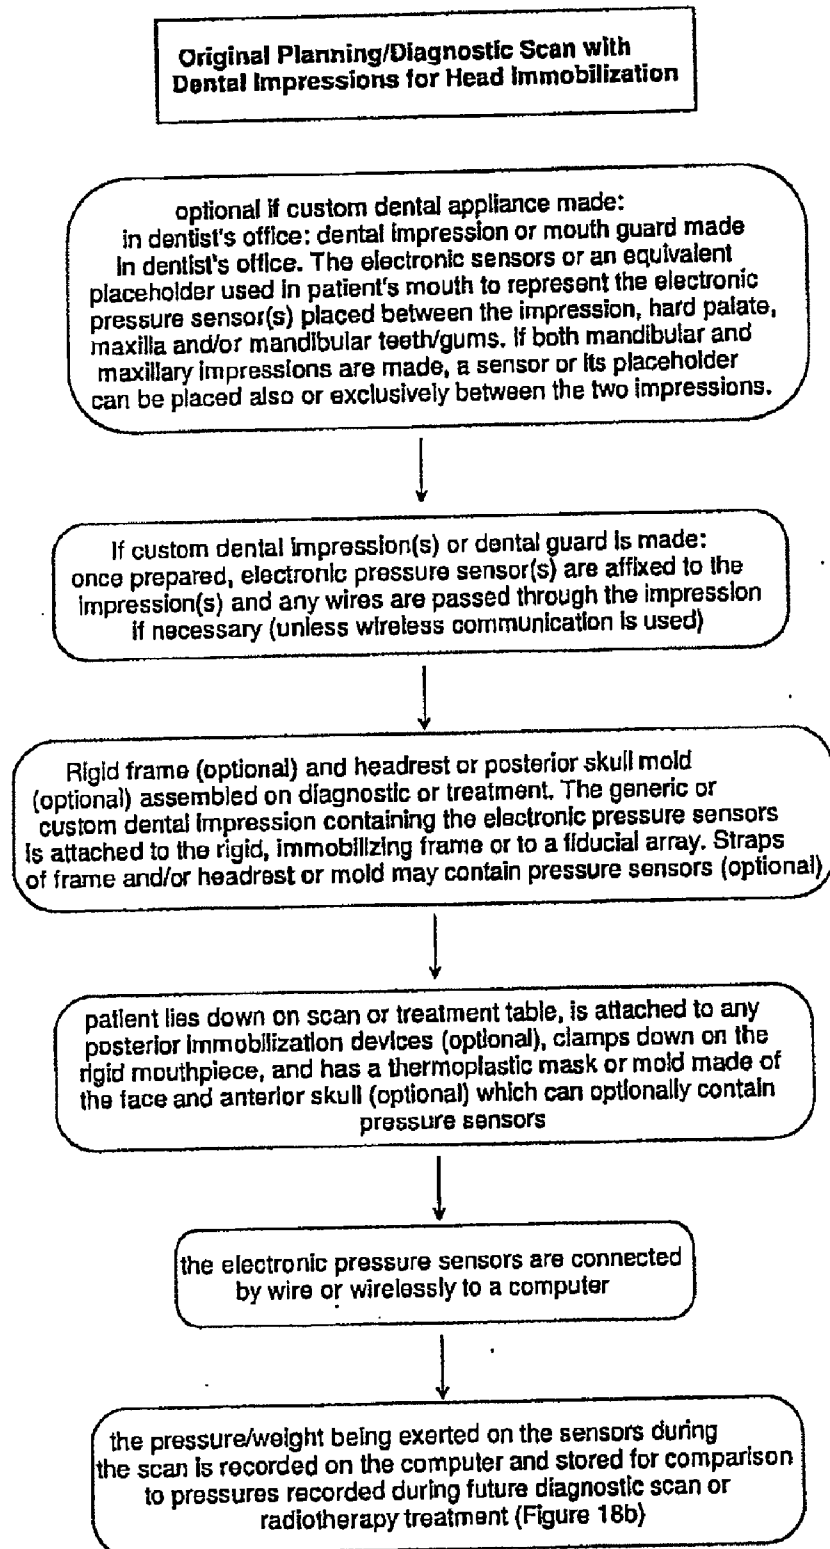 Original Planning/Diagnostic Scan with
Dental Impressions for Head Immobilization
optional if custom dental appliance made:
in dentist's office: dental impression or mouth guard made
in dentist's office. The electronic sensors or an equivalent
placeholder used in patient's mouth to represent the electronic
pressure sensor(s) placed between the impression, hard palate,
maxilla and/or mandibular teeth/gums. If both mandibular and
maxillary impressions are made, a sensor or its placeholder
can be placed also or exclusively between the two impressions.
If custom dental impression(s) or dental guard is made:
once prepared, electronic pressure sensor(s) are affixed to the
impression(s) and any wires are passed through the impression
if necessary (unless wireless communication is used)
Rigid frame (optional) and headrest or posterior skull mold
(optional) assembled on diagnostic or treatment. The generic or
custom dental impression containing the electronic pressure sensors
is attached to the rigid, immobilizing frame or to a fiducial array. Straps
of frame and/or headrest or mold may contain pressure sensors (optional)
patient lies down on scan or treatment table, is attached to any
posterior immobilization devices (optional), clamps down on the
rigid mouthpiece, and has a thermoplastic mask or mold made of
the face and anterior skull (optional) which can optionally contain
pressure sensors
the electronic pressure sensors are connected
by wire or wirelessly to a computer
the pressure/weight being exerted on the sensors during
the scan is recorded on the computer and stored for comparison
to pressures recorded during future diagnostic scan or
radiotherapy treatment (Figure 18b)